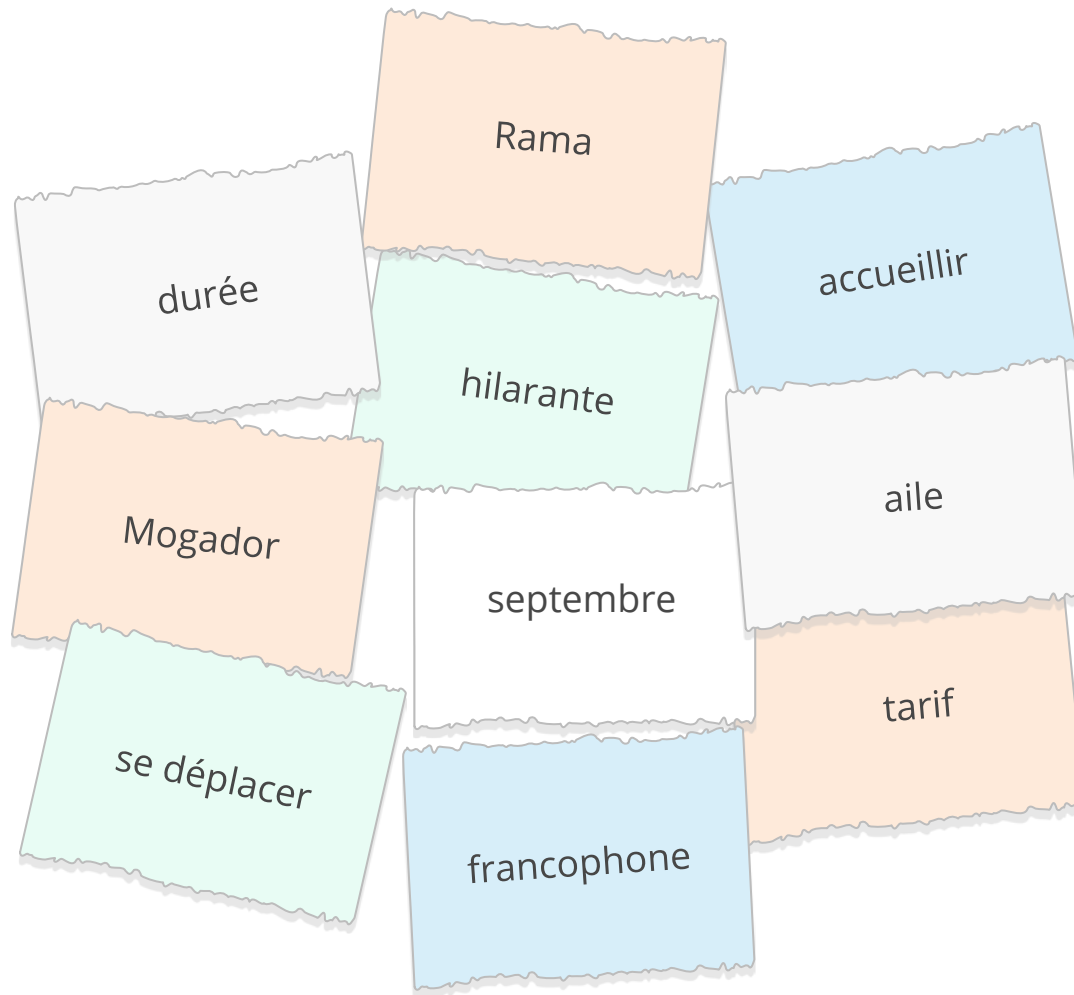 Rama
accueillir
durée
hilarante
aile
Mogador
septembre
tarif
se déplacer
francophone